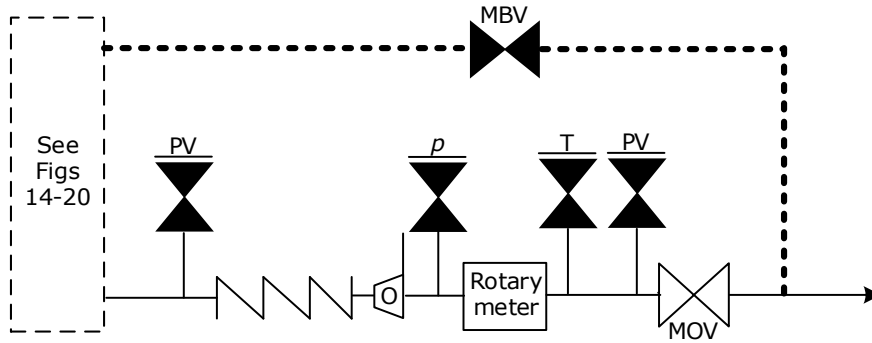 MBV
See
Figs
14-20
PV
p
T
PV
O
Rotary
meter
MOV